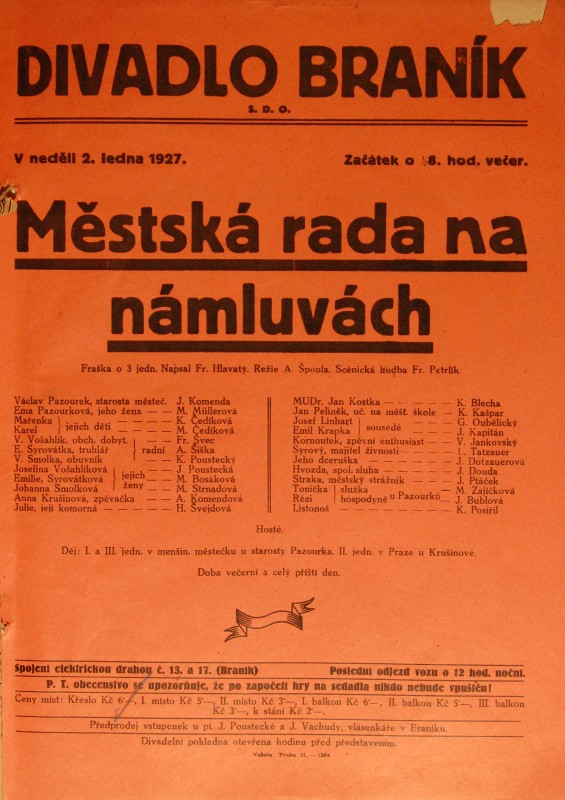 DIVADLO BRANÍK
S. D. O.
V neděli 2. ledna 1927.
Začátek o ½8. hod. večer.
Městská rada na
námluvách
Fraška o 3 jedn. Napsal Fr. Hlavatý. Režie A. Špoula. Scénická hudba Fr. Petrlík.
Václav Pazourek, starosta městeč. J. Komenda
Ema Pazourková, jeho žena — — M. Müllerová
Mařenka } jejich děti — — — K. Čedíková
Karel — — — M. Čedíková
V. Vošahlík, obch. dobyt. } radní Fr. Švec
E. Syrovátka, truhlář A. Šiška
V. Smolka, obuvník — K. Poustecký
Josefina Vošahlíková } jejich ženy — J. Poustecká
Emilie, Syrovátková — M. Bosáková
Johanna Smolková — M. Strnadová
Anna Krušinová, zpěvačka — — A. Komendová
Julie, její komorná — — — H. Švejdová
MUDr. Jan Kostka — — — K. Blecha
Jan Pelíněk, uč. na měšť. škole — K. Kašpar
Josef Linhart } sousedé — — G. Oubělický
Emil Krapka — — J. Kapitán
Kornoutek, zpěvní enthusiast — V. Jankovský
Syrový, majitel živnosti — — L. Tatzauer
Jeho dceruška — — — J. Dotzauerová
Hvozda, spol. sluha — — — J. Douda
Straka, městský strážník — — J. Ptáček
Tonička } služka u Pazourků — M. Zajíčková
Rézi hospodyně — J. Bublová
Listonoš — — — — K. Posířil
Hosté.
Děj: I. a III. jedn. v menším. městečku u starosty Pazourka, II. jedn. v Praze u Krušinové.
Doba večerní a celý příští den.
Spojení elektrickou drahou č. 13. a 17. (Braník)
Poslední odjezd vozu o 12 hod. noční.
P. T. obecenstvo se upozorňuje, že po započetí hry na sedadla nikdo nebude vpuštěn!
Ceny míst: Křeslo Kč 6·—, I. místo Kč 5·—, II. místo Kč 3·—, I. balkon Kč 6·—, II. balkon Kč 5·—, III. balkon
Kč 3·—, k stání Kč 2·—.
Předprodej vstupenek u pí. J. Poustecké a J. Vachudy, vlásenkáře v Braníku.
Divadelní pokladna otevřena hodinu před představením.